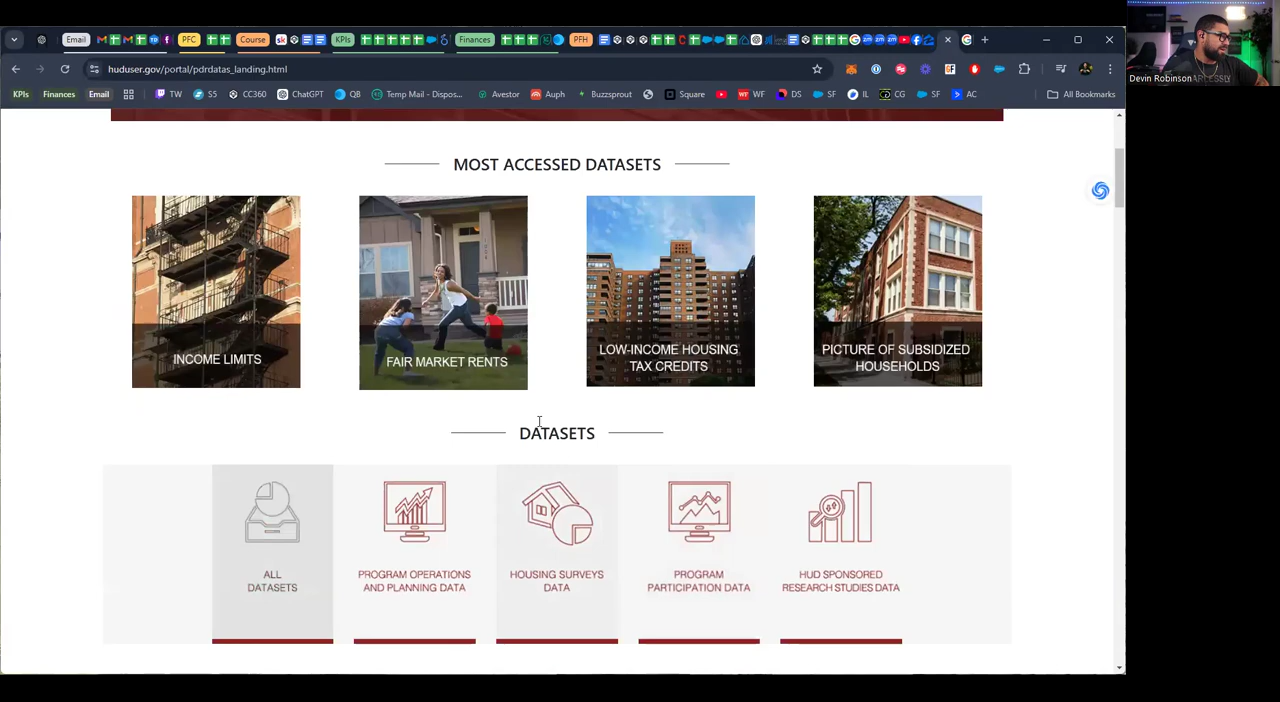 Email
PFC
Course
sk
KPIs
Finances
PFH
huduser.gov/portal/pdrdatas_landing.html
Devin Robinson
KPIs
Finances
Email
TW
SS
CC360
ChatGPT
QB
Temp Mail - Dispos...
Avestor
Auph
Buzzsprout
Square
WF
DS
SF
IL
CG
SF
AC
All Bookmarks
MOST ACCESSED DATASETS
INCOME LIMITS
FAIR MARKET RENTS
LOW-INCOME HOUSING
TAX CREDITS
PICTURE OF SUBSIDIZED
HOUSEHOLDS
DATASETS
ALL
DATASETS
PROGRAM OPERATIONS
AND PLANNING DATA
HOUSING SURVEYS
DATA
PROGRAM
PARTICIPATION DATA
HUD SPONSORED
RESEARCH STUDIES DATA